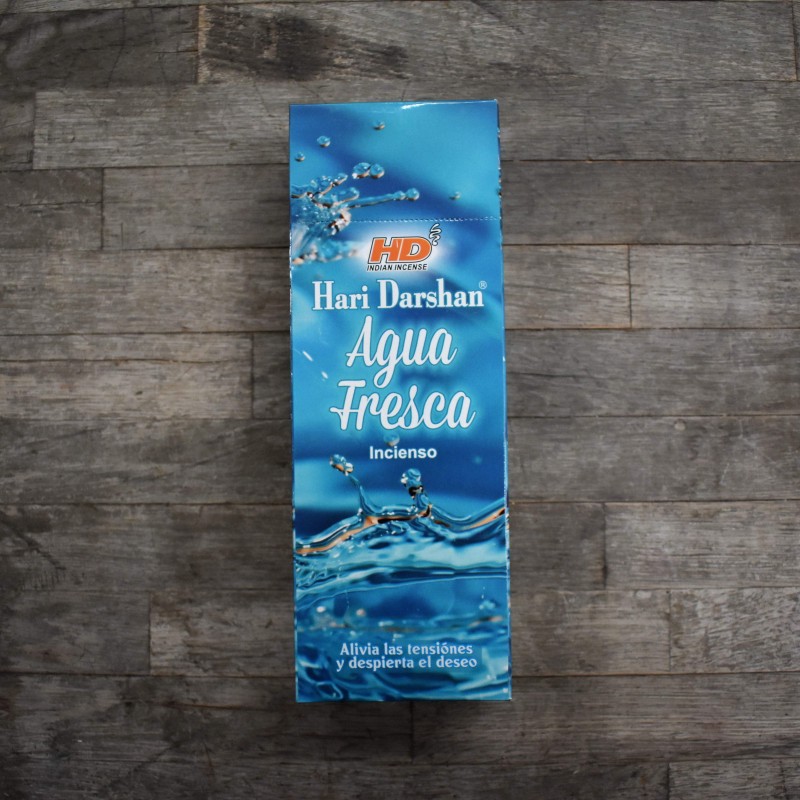 HD
INDIAN INCENSE
Hari Darshan®
Agua
Fresca
Incienso
Alivia las tensiónes
y despierta el deseo